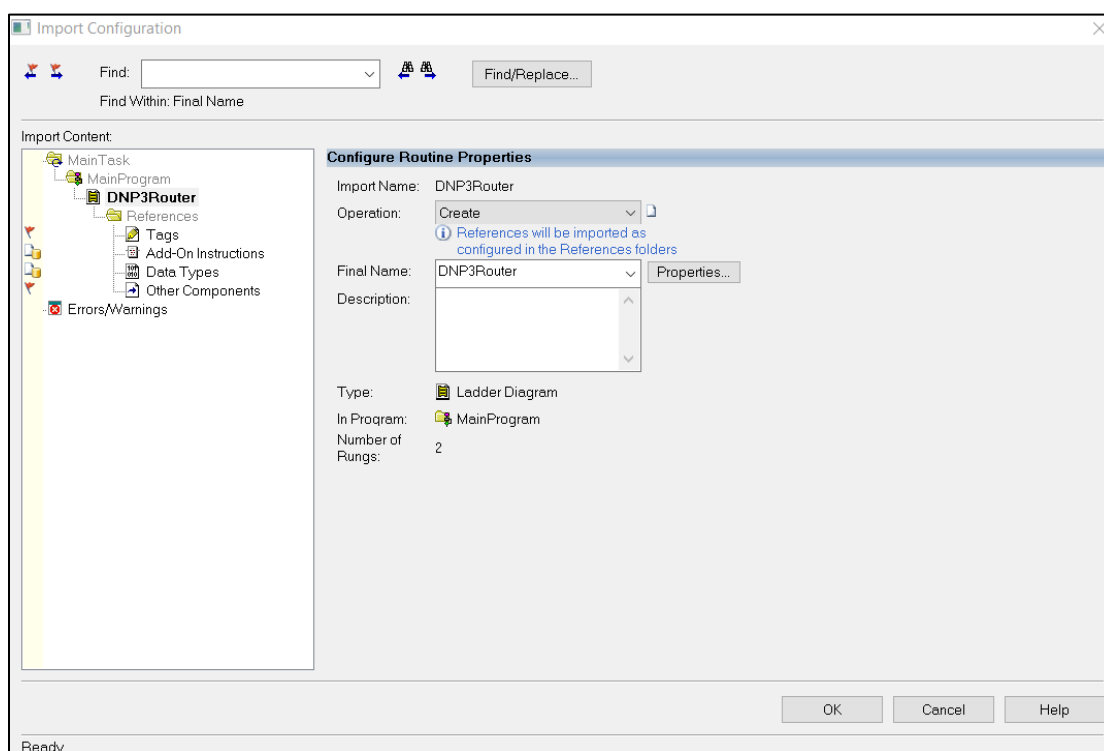 Import Configuration
Find:
Find/Replace...
Find Within: Final Name
Import Content:
MainTask
MainProgram
DNP3Router
References
Tags
Add-On Instructions
Data Types
Other Components
Errors/Warnings
Configure Routine Properties
Import Name: DNP3Router
Operation: Create
References will be imported as
configured in the References folders
Final Name: DNP3Router Properties...
Description:
Type: Ladder Diagram
In Program: MainProgram
Number of
Rungs: 2
OK Cancel Help
Ready